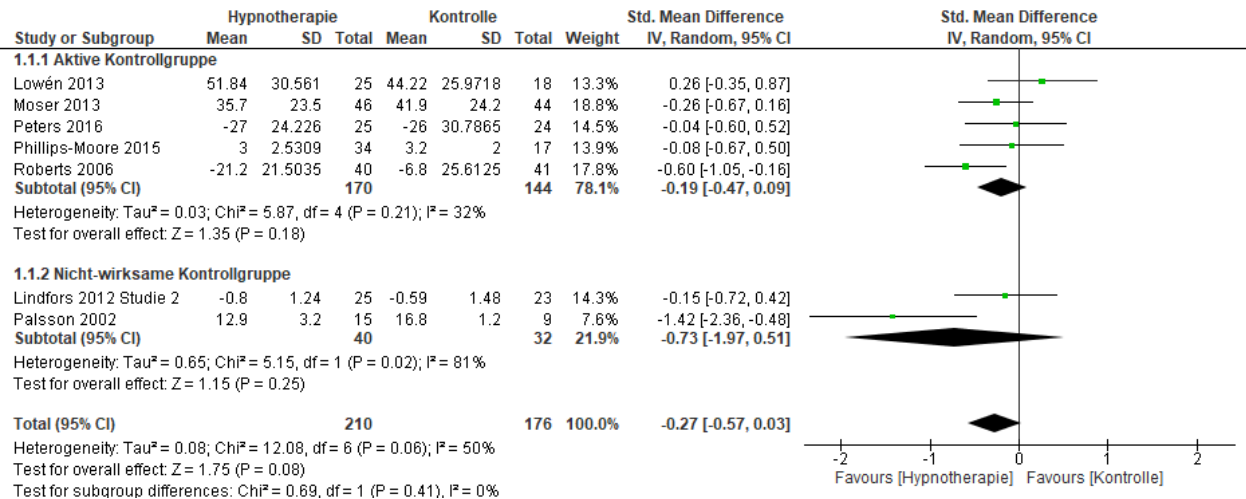 Hypnotherapie Kontrolle Std. Mean Difference Std. Mean Difference
Study or Subgroup Mean SD Total Mean SD Total Weight IV, Random, 95% CI IV, Random, 95% CI
1.1.1 Aktive Kontrollgruppe
Lowén 2013 51.84 30.561 25 44.22 25.9718 18 13.3% 0.26 [-0.35, 0.87]
Moser 2013 35.7 23.5 46 41.9 24.2 44 18.8% -0.26 [-0.67, 0.16]
Peters 2016 -27 24.226 25 -26 30.7865 24 14.5% -0.04 [-0.60, 0.52]
Phillips-Moore 2015 3 2.5309 34 3.2 2 17 13.9% -0.08 [-0.67, 0.50]
Roberts 2006 -21.2 21.5035 40 -6.8 25.6125 41 17.8% -0.60 [-1.05, -0.16]
Subtotal (95% CI) 170 144 78.1% -0.19 [-0.47, 0.09]
Heterogeneity: Tau² = 0.03; Chi² = 5.87, df = 4 (P = 0.21); I² = 32%
Test for overall effect: Z = 1.35 (P = 0.18)
1.1.2 Nicht-wirksame Kontrollgruppe
Lindfors 2012 Studie 2 -0.8 1.24 25 -0.59 1.48 23 14.3% -0.15 [-0.72, 0.42]
Palsson 2002 12.9 3.2 15 16.8 1.2 9 7.6% -1.42 [-2.36, -0.48]
Subtotal (95% CI) 40 32 21.9% -0.73 [-1.97, 0.51]
Heterogeneity: Tau² = 0.65; Chi² = 5.15, df = 1 (P = 0.02); I² = 81%
Test for overall effect: Z = 1.15 (P = 0.25)
Total (95% CI) 210 176 100.0% -0.27 [-0.57, 0.03]
Heterogeneity: Tau² = 0.08; Chi² = 12.08, df = 6 (P = 0.06); I² = 50%
Test for overall effect: Z = 1.75 (P = 0.08)
Test for subgroup differences: Chi² = 0.69, df = 1 (P = 0.41), I² = 0%
-2 -1 0 1 2
Favours [Hypnotherapie] Favours [Kontrolle]